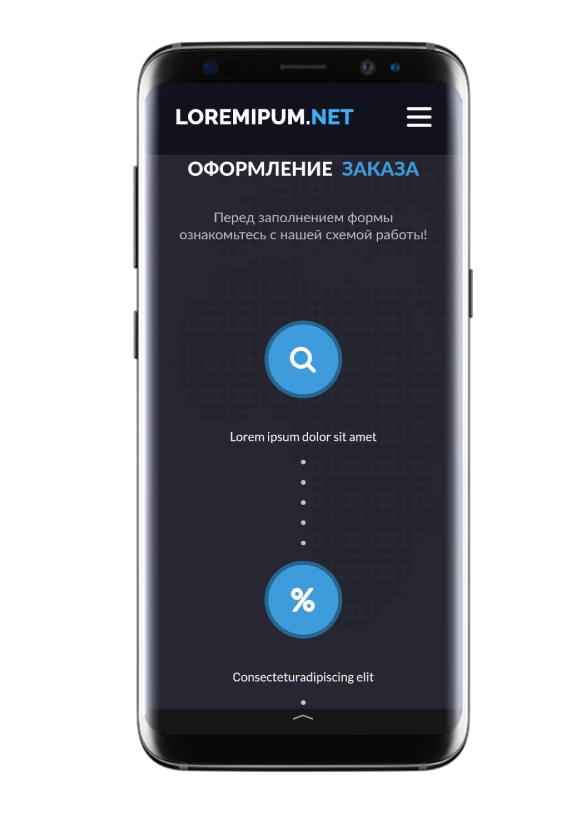 LOREMIPUM.NET
ОФОРМЛЕНИЕ ЗАКАЗА
Перед заполнением формы
ознакомьтесь с нашей схемой работы!
Lorem ipsum dolor sit amet
%
Consecteturadipiscing elit